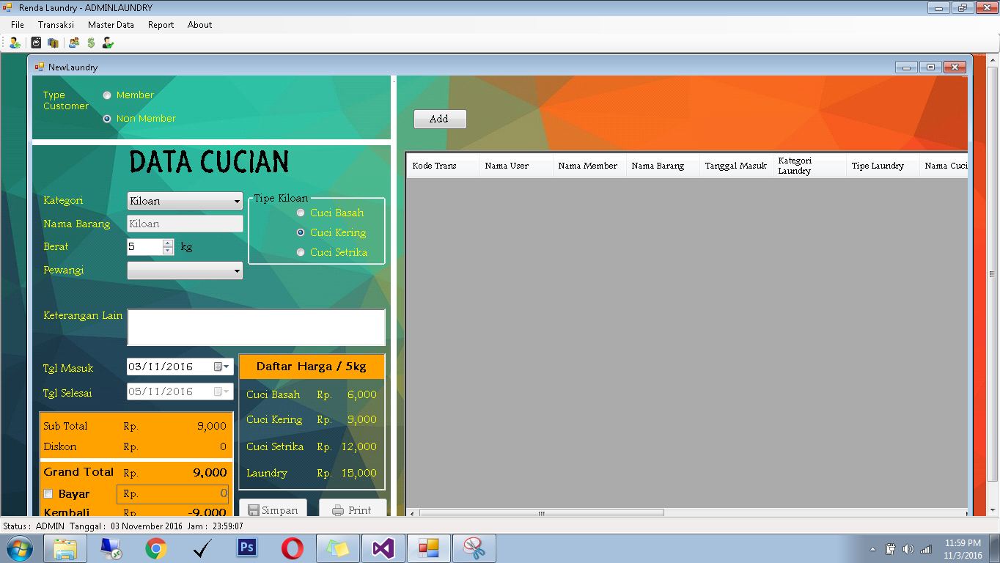 Renda Laundry - ADMINLAUNDRY
File Transaksi Master Data Report About
NewLaundry
Type Customer
Member
Non Member
DATA CUCIAN
Kategori Kiloan
Nama Barang Kiloan
Berat 5 kg
Pewangi
Tipe Kiloan
Cuci Basah
Cuci Kering
Cuci Setrika
Keterangan Lain
Tgl Masuk 03/11/2016
Tgl Selesai 05/11/2016
Daftar Harga / 5kg
Cuci Basah Rp. 6,000
Cuci Kering Rp. 9,000
Cuci Setrika Rp. 12,000
Laundry Rp. 15,000
Sub Total Rp. 9,000
Diskon Rp. 0
Grand Total Rp. 9,000
Bayar Rp. 0
Kembali Rp. -9,000
Simpan Print
Add
Kode Trans Nama User Nama Member Nama Barang Tanggal Masuk Kategori Laundry Tipe Laundry Nama Cuci
Status : ADMIN Tanggal : 03 November 2016 Jam : 23:59:07
Ps
11:59 PM
11/3/2016